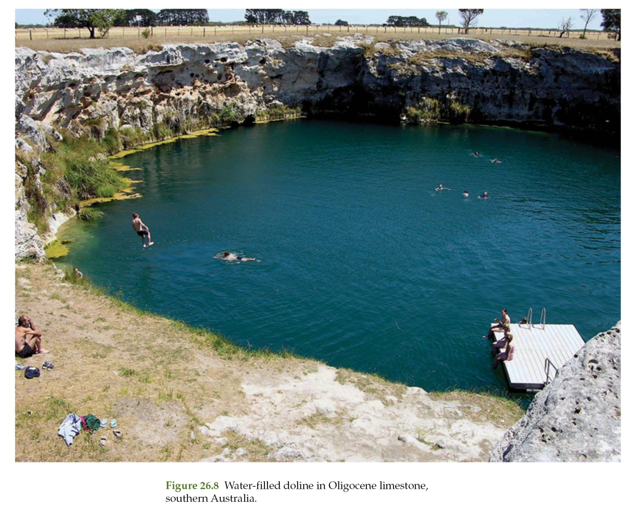 Figure 26.8 Water-filled doline in Oligocene limestone,
southern Australia.